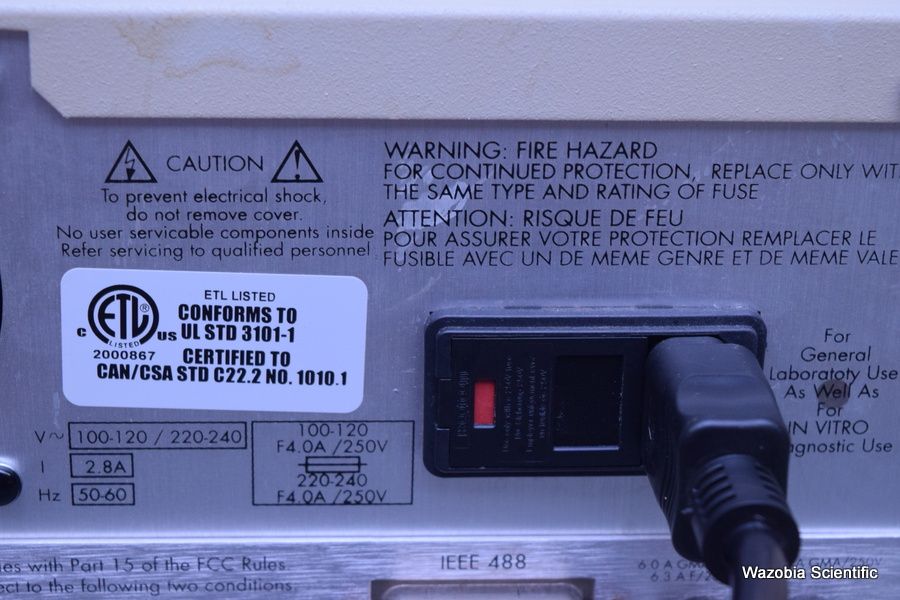 CAUTION
To prevent electrical shock,
do not remove cover.
No user servicable components inside
Refer servicing to qualified personnel
WARNING: FIRE HAZARD
FOR CONTINUED PROTECTION, REPLACE ONLY WIT
THE SAME TYPE AND RATING OF FUSE
ATTENTION: RISQUE DE FEU
POUR ASSURER VOTRE PROTECTION REMPLACER LE
FUSIBLE AVEC UN DE MEME GENRE ET DE MEME VALE
ETL LISTED
CONFORMS TO
UL STD 3101-1
CERTIFIED TO
CAN/CSA STD C22.2 NO. 1010.1
C ETL ® US
LISTED
2000867
For
General
Laboratoty Use
As Well As
For
IN VITRO
agnostic Use
V~ 100-120 / 220-240
I 2.8A
Hz 50-60
100-120
F4.0A /250V
220-240
F4.0A /250V
ies with Part 15 of the FCC Rules
ect to the following two conditions.
IEEE 488
Wazobia Scientific